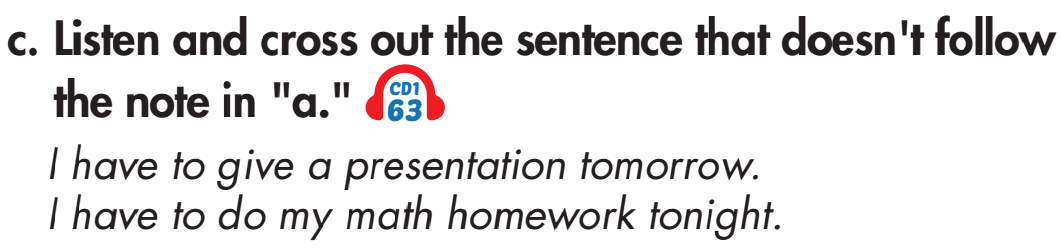 c. Listen and cross out the sentence that doesn't follow
the note in "a." CD1 63
I have to give a presentation tomorrow.
I have to do my math homework tonight.